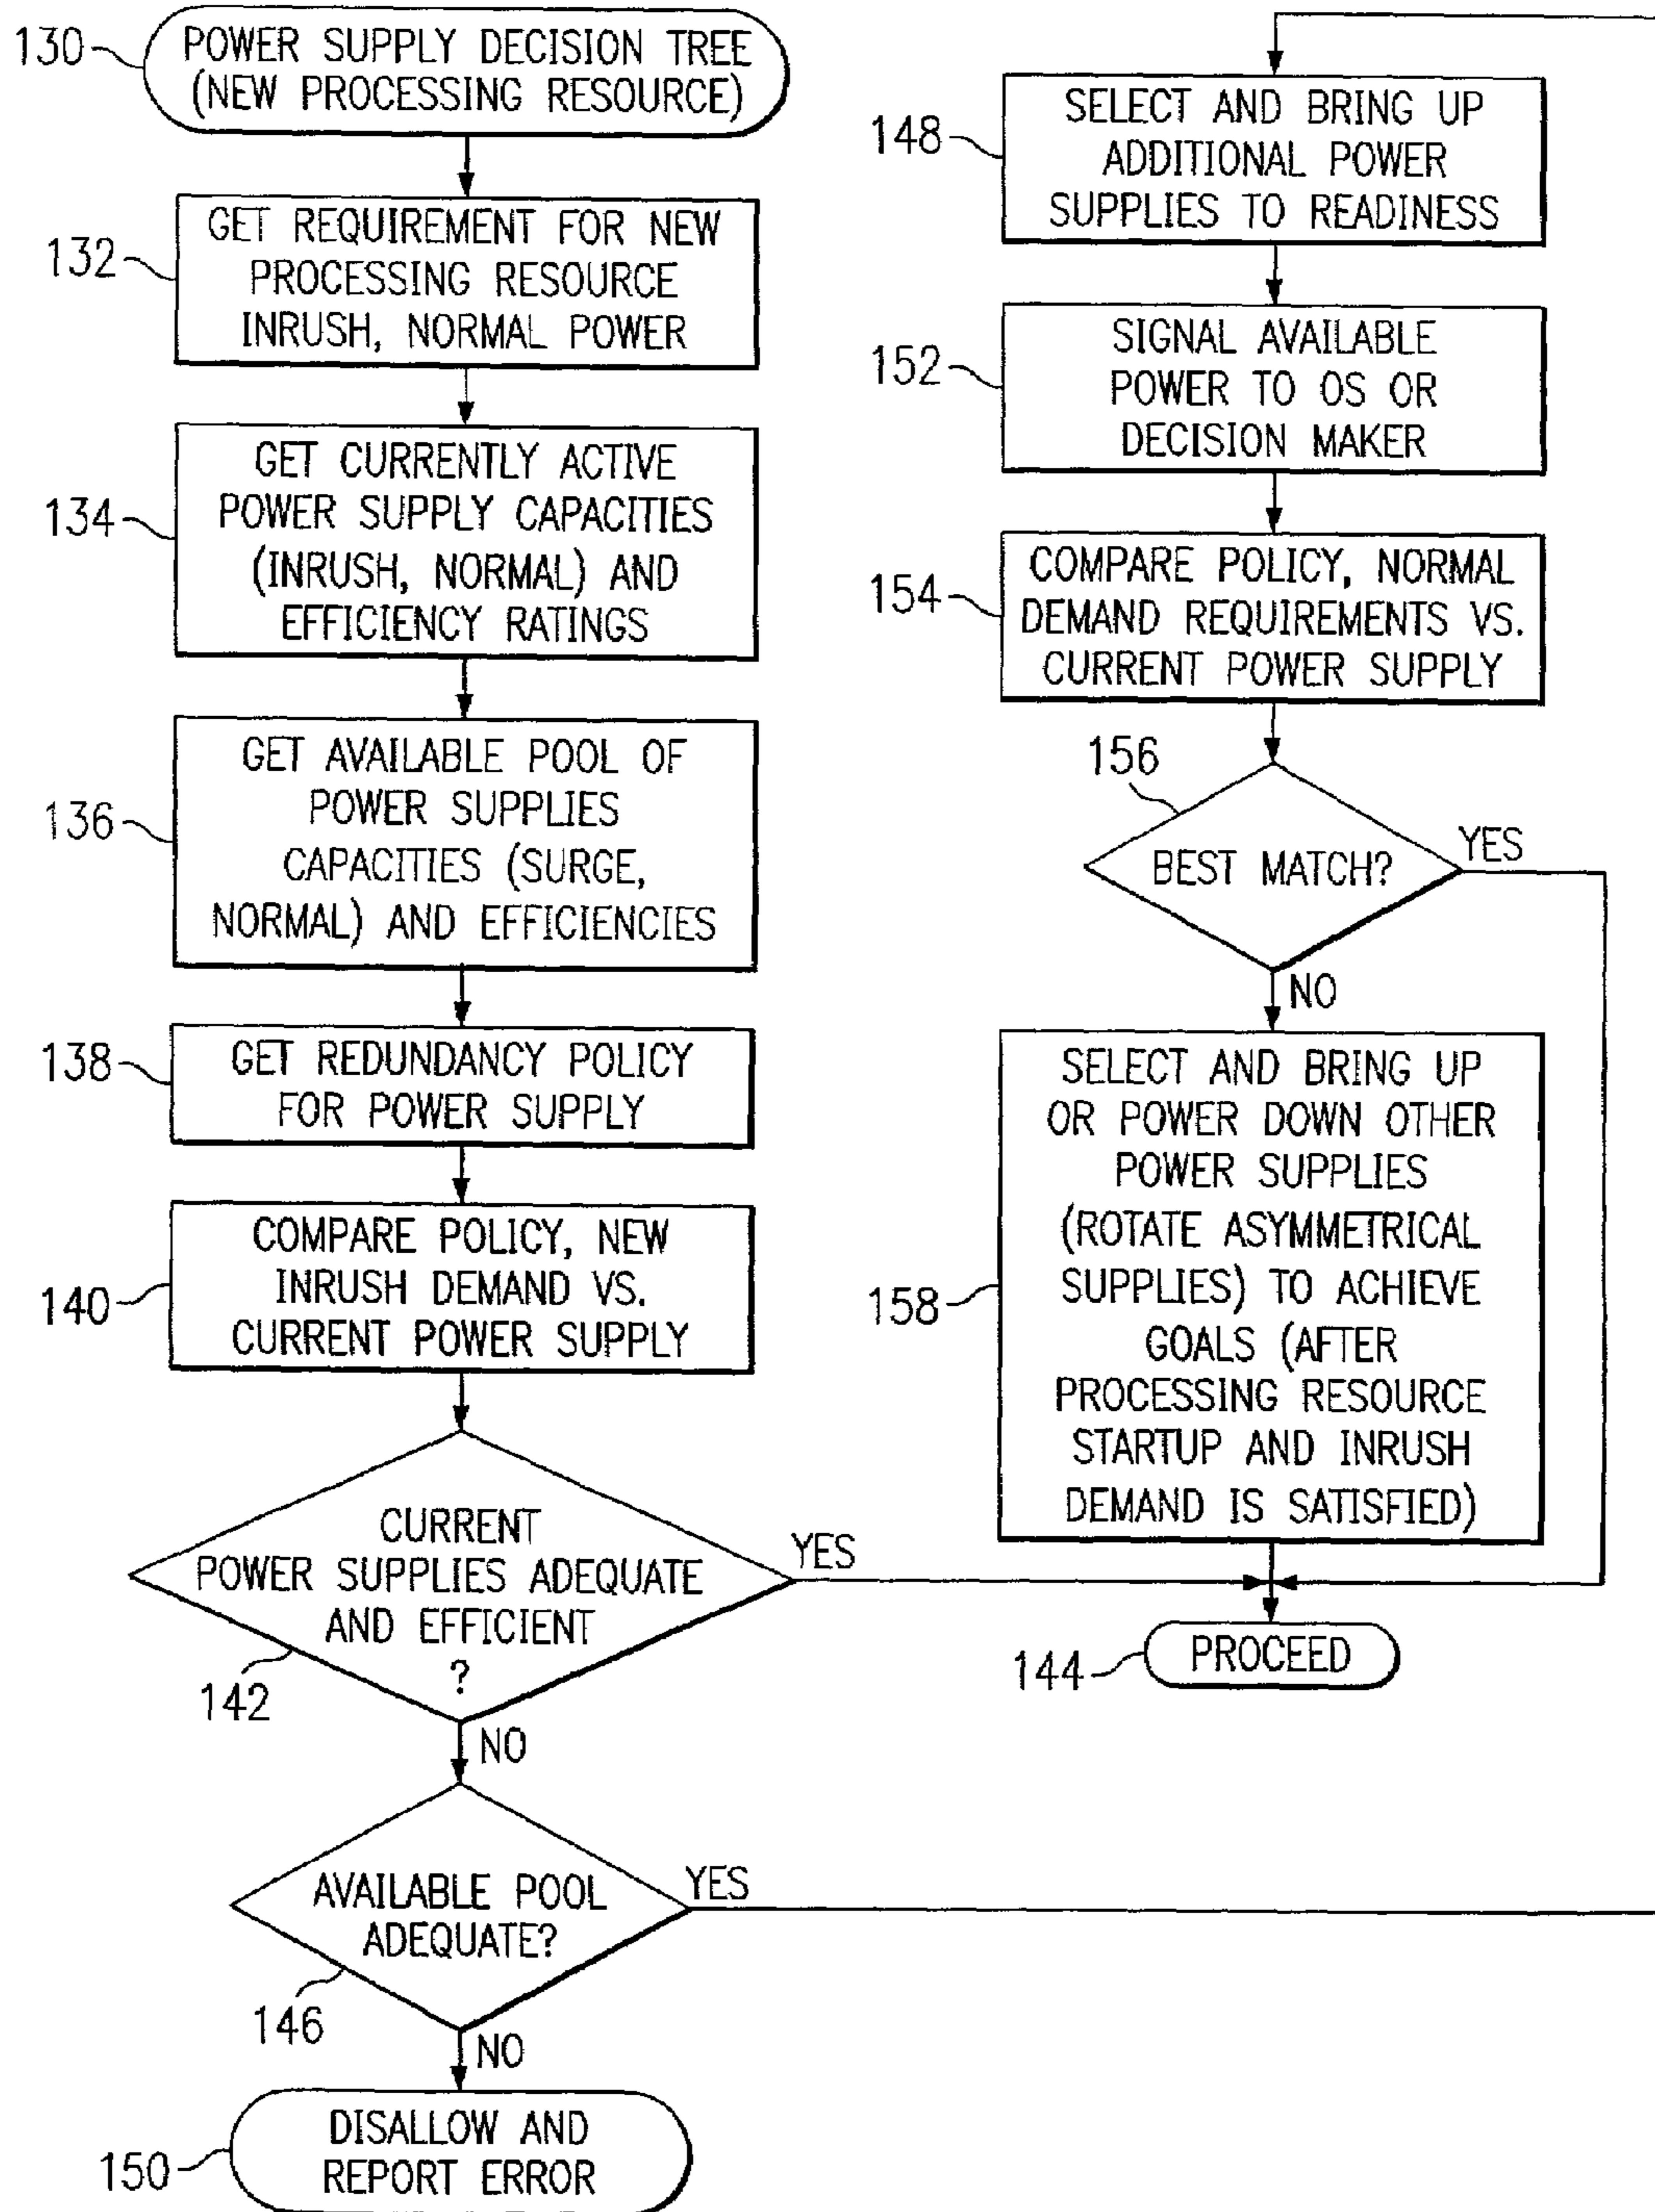 130
POWER SUPPLY DECISION TREE
(NEW PROCESSING RESOURCE)
132
GET REQUIREMENT FOR NEW
PROCESSING RESOURCE
INRUSH, NORMAL POWER
134
GET CURRENTLY ACTIVE
POWER SUPPLY CAPACITIES
(INRUSH, NORMAL) AND
EFFICIENCY RATINGS
136
GET AVAILABLE POOL OF
POWER SUPPLIES
CAPACITIES (SURGE,
NORMAL) AND EFFICIENCIES
138
GET REDUNDANCY POLICY
FOR POWER SUPPLY
140
COMPARE POLICY, NEW
INRUSH DEMAND VS.
CURRENT POWER SUPPLY
CURRENT
POWER SUPPLIES ADEQUATE
AND EFFICIENT
?
142
YES
NO
AVAILABLE POOL
ADEQUATE?
146
YES
NO
150
DISALLOW AND
REPORT ERROR
148
SELECT AND BRING UP
ADDITIONAL POWER
SUPPLIES TO READINESS
152
SIGNAL AVAILABLE
POWER TO OS OR
DECISION MAKER
154
COMPARE POLICY, NORMAL
DEMAND REQUIREMENTS VS.
CURRENT POWER SUPPLY
156
BEST MATCH?
YES
NO
158
SELECT AND BRING UP
OR POWER DOWN OTHER
POWER SUPPLIES
(ROTATE ASYMMETRICAL
SUPPLIES) TO ACHIEVE
GOALS (AFTER
PROCESSING RESOURCE
STARTUP AND INRUSH
DEMAND IS SATISFIED)
144
PROCEED